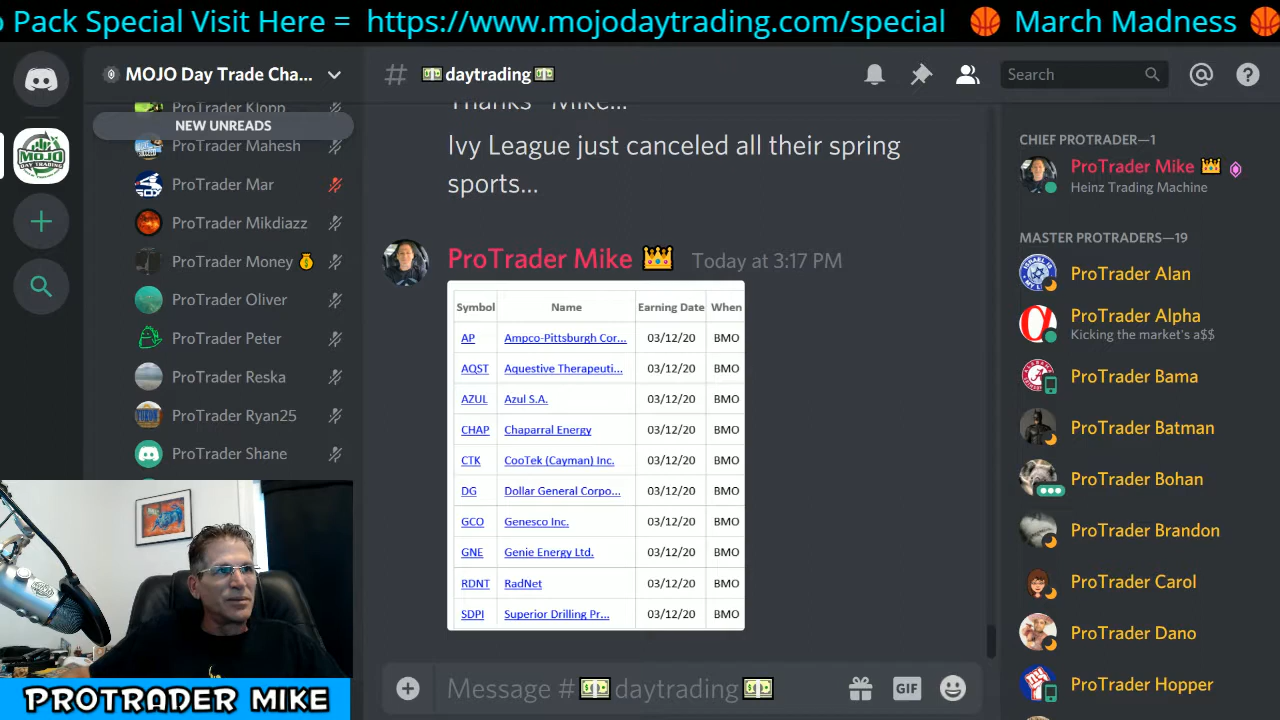 Pack Special Visit Here = https://www.mojodaytrading.com/special 🏀 March Madness 🏀
MOJO Day Trade Cha...
ProTrader Klopp
NEW UNREADS
ProTrader Mahesh
ProTrader Mar
ProTrader Mikdiazz
ProTrader Money 💰
ProTrader Oliver
ProTrader Peter
ProTrader Reska
ProTrader Ryan25
ProTrader Shane
PROTRADER MIKE
# 💵daytrading💵
Search
Thanks Mike...
Ivy League just canceled all their spring
sports...
ProTrader Mike 👑 Today at 3:17 PM
Symbol Name Earning Date When
AP Ampco-Pittsburgh Cor... 03/12/20 BMO
AQST Aquestive Therapeuti... 03/12/20 BMO
AZUL Azul S.A. 03/12/20 BMO
CHAP Chaparral Energy 03/12/20 BMO
CTK CooTek (Cayman) Inc. 03/12/20 BMO
DG Dollar General Corpo... 03/12/20 BMO
GCO Genesco Inc. 03/12/20 BMO
GNE Genie Energy Ltd. 03/12/20 BMO
RDNT RadNet 03/12/20 BMO
SDPI Superior Drilling Pr... 03/12/20 BMO
Message #💵daytrading💵
GIF
CHIEF PROTRADER—1
ProTrader Mike 👑
Heinz Trading Machine
MASTER PROTRADERS—19
ProTrader Alan
ProTrader Alpha
Kicking the market's a$$
ProTrader Bama
ProTrader Batman
ProTrader Bohan
ProTrader Brandon
ProTrader Carol
ProTrader Dano
ProTrader Hopper